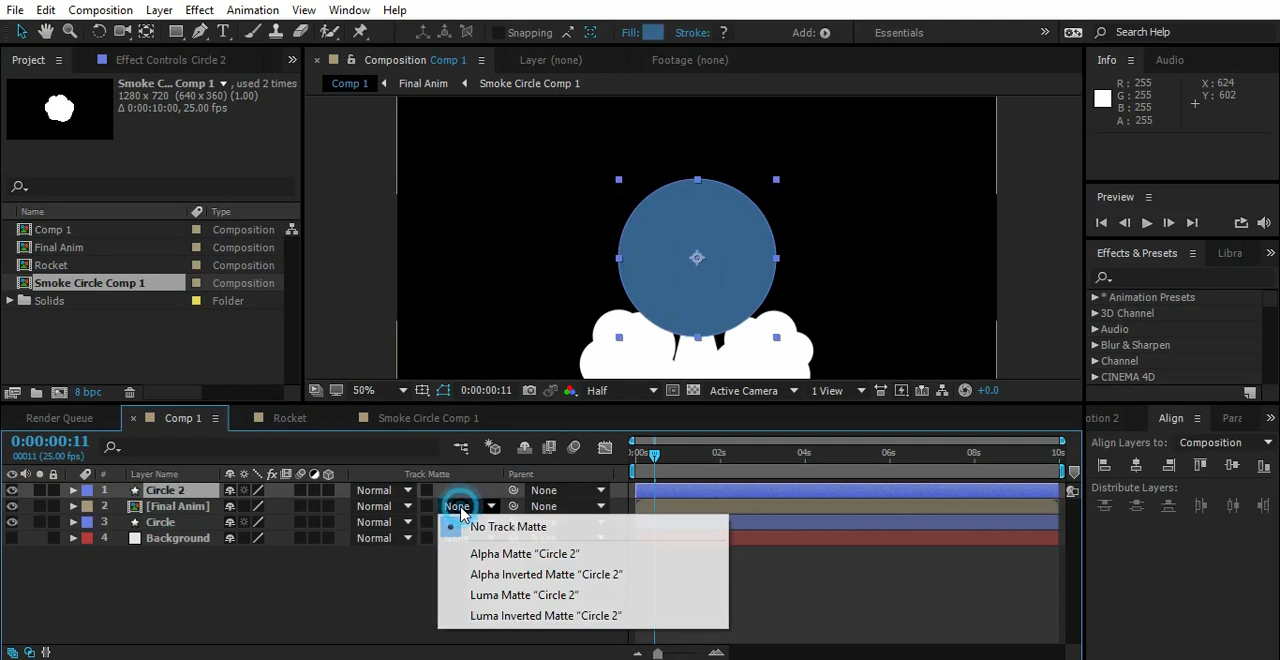 File Edit Composition Layer Effect Animation View Window Help
Snapping Fill: Stroke: ? Add: Essentials Search Help
Project Effect Controls Circle 2 Composition Comp 1 Layer (none) Footage (none) Info Audio
Smoke C... Comp 1 , used 2 times
1280 x 720 (640 x 360) (1.00)
Δ 0:00:10:00, 25.00 fps
Comp 1 Final Anim Smoke Circle Comp 1
R : 255 X : 624
G : 255 Y : 602
B : 255
A : 255
Preview
Name Type
Comp 1 Composition
Final Anim Composition
Rocket Composition
Smoke Circle Comp 1 Composition
Solids Folder
Effects & Presets Libra
* Animation Presets
3D Channel
Audio
Blur & Sharpen
Channel
CINEMA 4D
8 bpc
50% 0:00:00:11 Half Active Camera 1 View +0.0
Render Queue Comp 1 Rocket Smoke Circle Comp 1
otion 2 Align Para
0:00:00:11
00011 (25.00 fps)
0:00s 02s 04s 06s 08s 10s
Align Layers to: Composition
Distribute Layers:
# Layer Name fx Track Matte Parent
1 Circle 2 Normal None
2 [Final Anim] Normal None None
3 Circle Normal
4 Background Normal
No Track Matte
Alpha Matte “Circle 2”
Alpha Inverted Matte “Circle 2”
Luma Matte “Circle 2”
Luma Inverted Matte “Circle 2”